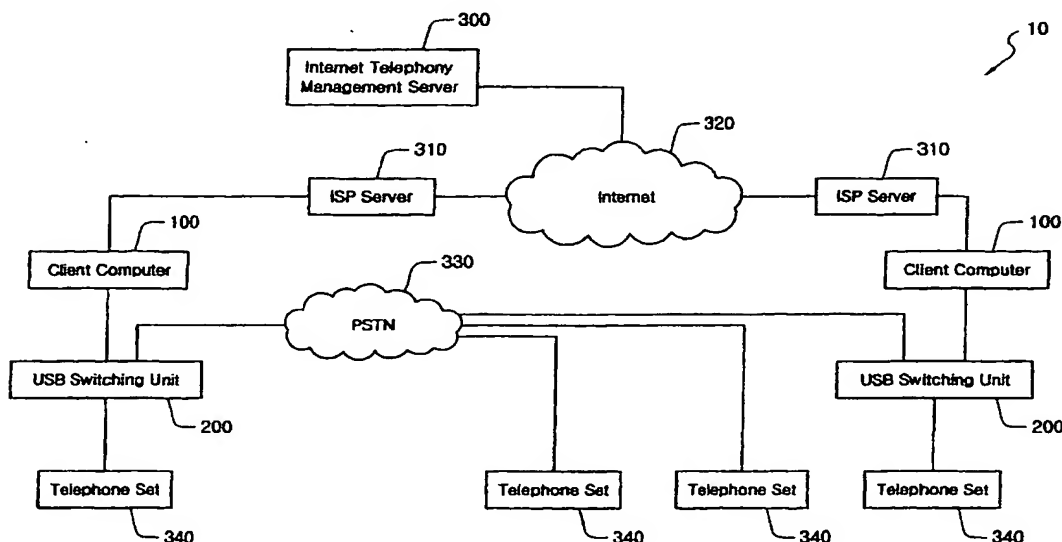 300
10
Internet Telephony
Management Server
320
310
310
ISP Server
Internet
ISP Server
100
100
Client Computer
Client Computer
330
PSTN
USB Switching Unit
USB Switching Unit
200
200
Telephone Set
Telephone Set
Telephone Set
Telephone Set
340
340
340
340